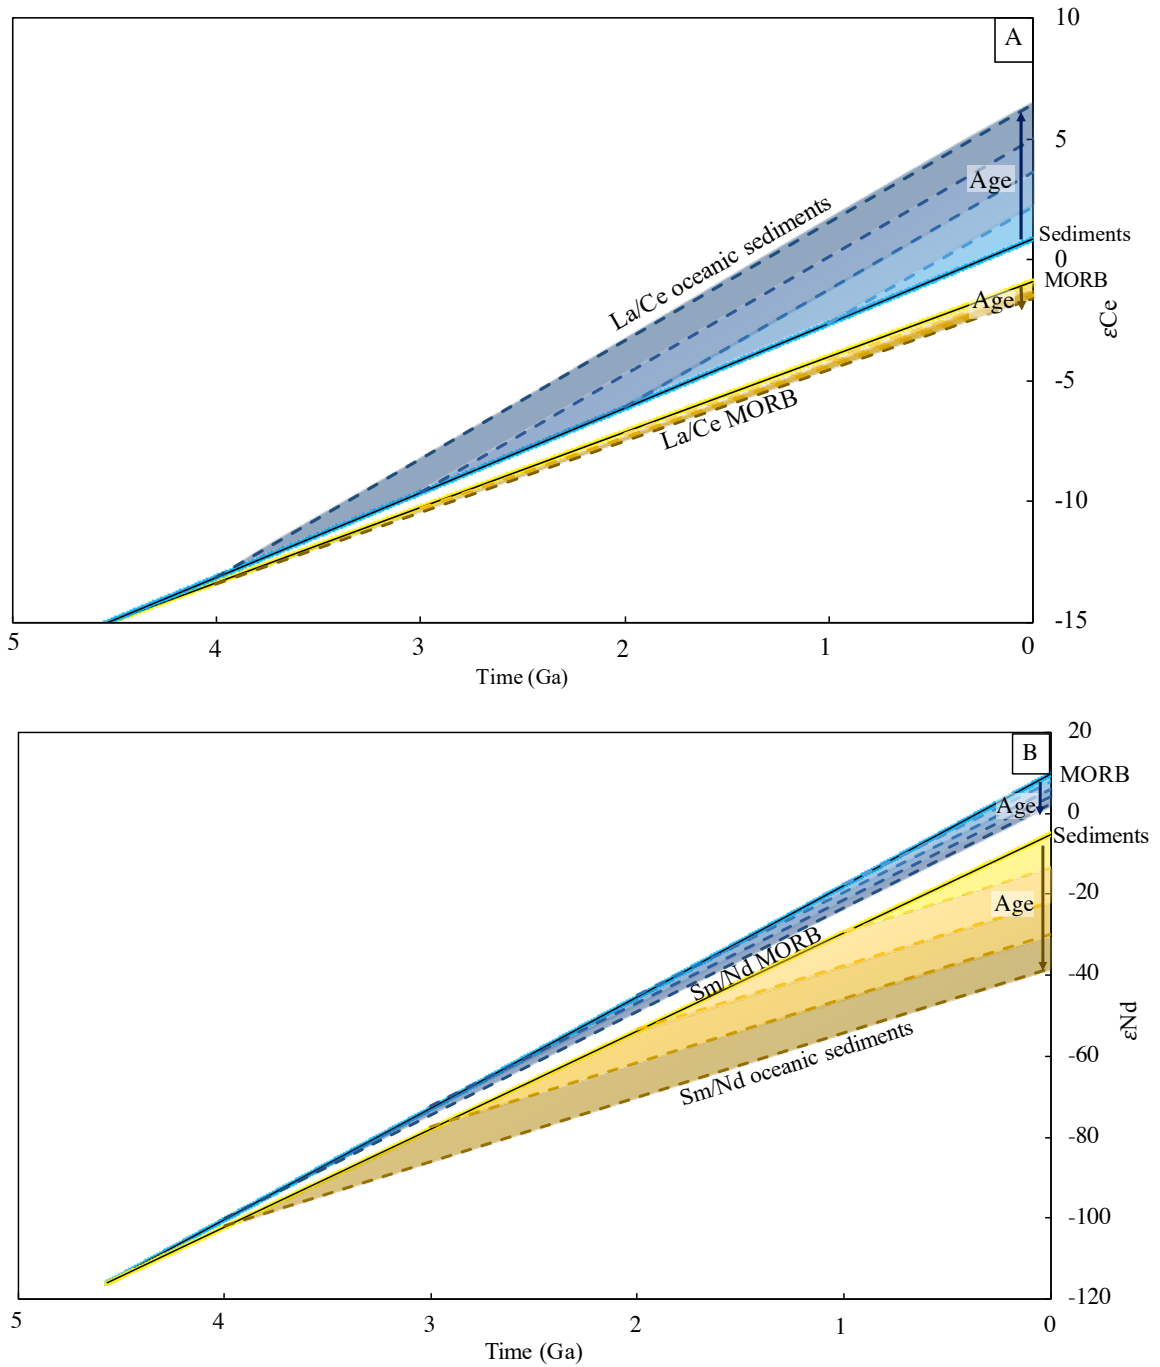 10
A
5
Age
La/Ce oceanic sediments
Sediments
0
MORB
Age
εCe
-5
La/Ce MORB
-10
-15
5
4
3
2
1
0
Time (Ga)
20
B
MORB
Age
0
Sediments
-20
Age
Sm/Nd MORB
-40
εNd
Sm/Nd oceanic sediments
-60
-80
-100
-120
5
4
3
2
1
0
Time (Ga)